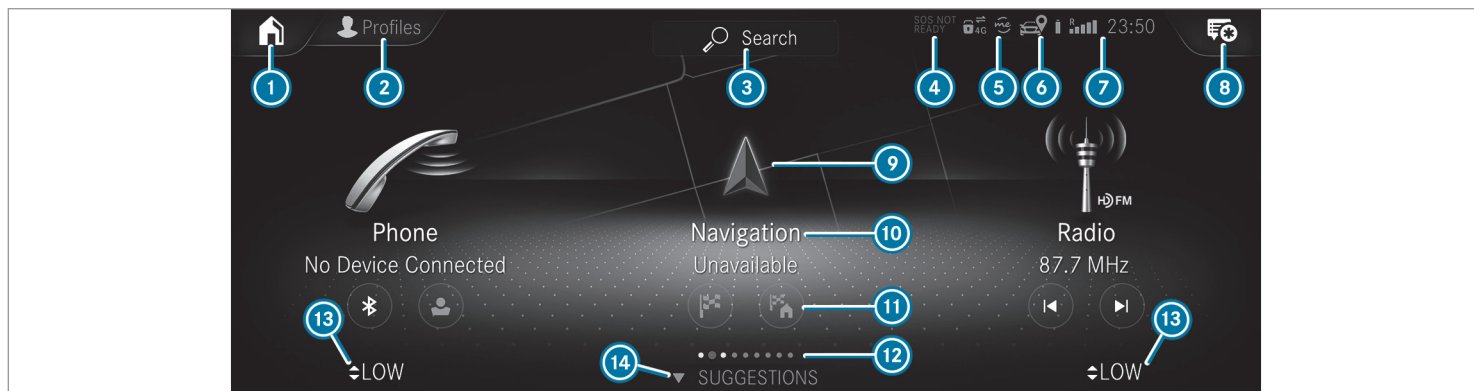 Profiles
Search
SOS NOT
READY
4G
me
R
23:50
1
2
3
4
5
6
7
8
9
HD FM
Phone
Navigation
10
Radio
No Device Connected
Unavailable
87.7 MHz
11
13
13
12
14
LOW
SUGGESTIONS
LOW